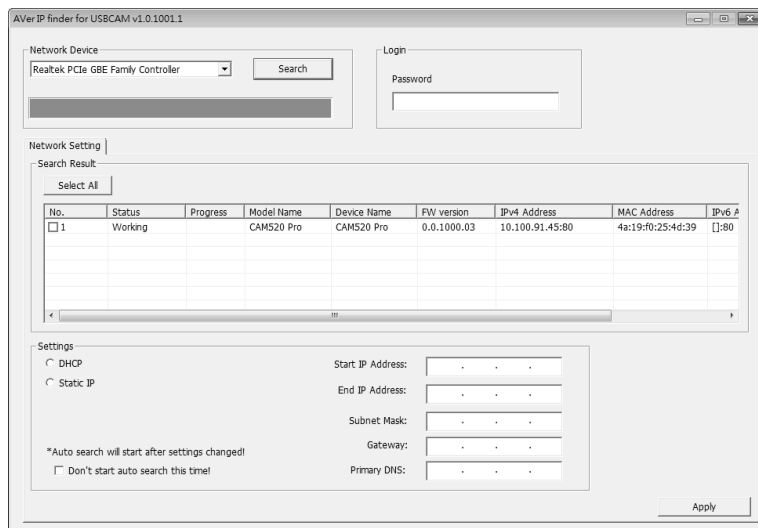 AVer IP finder for USBCAM v1.0.1001.1
Network Device
Realtek PCIe GBE Family Controller
Search
Login
Password
Network Setting
Search Result
Select All
No. Status Progress Model Name Device Name FW version IPv4 Address MAC Address IPv6 A
1 Working CAM520 Pro CAM520 Pro 0.0.1000.03 10.100.91.45:80 4a:19:f0:25:4d:39 []:80
Settings
DHCP
Static IP
*Auto search will start after settings changed!
Don't start auto search this time!
Start IP Address: . . .
End IP Address: . . .
Subnet Mask: . . .
Gateway: . . .
Primary DNS: . . .
Apply